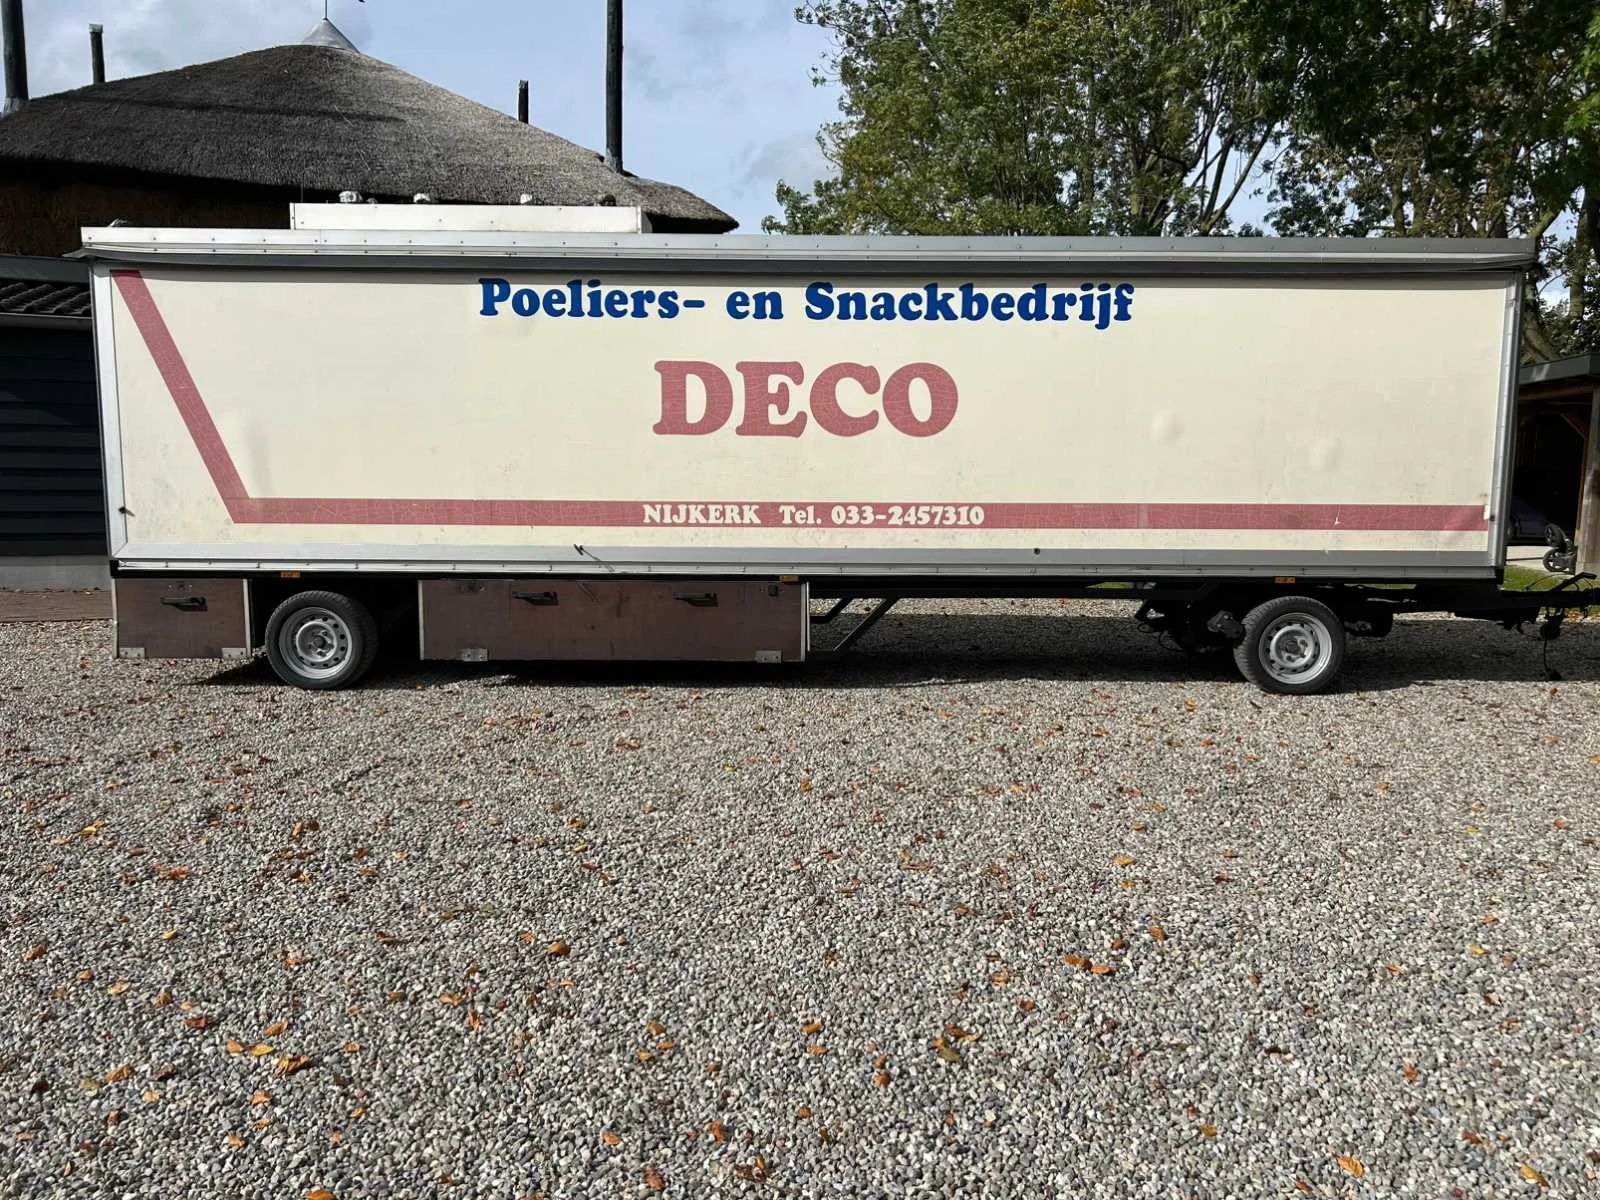 Poeliers- en Snackbedrijf
DECO
NIJKERK Tel. 033-2457310